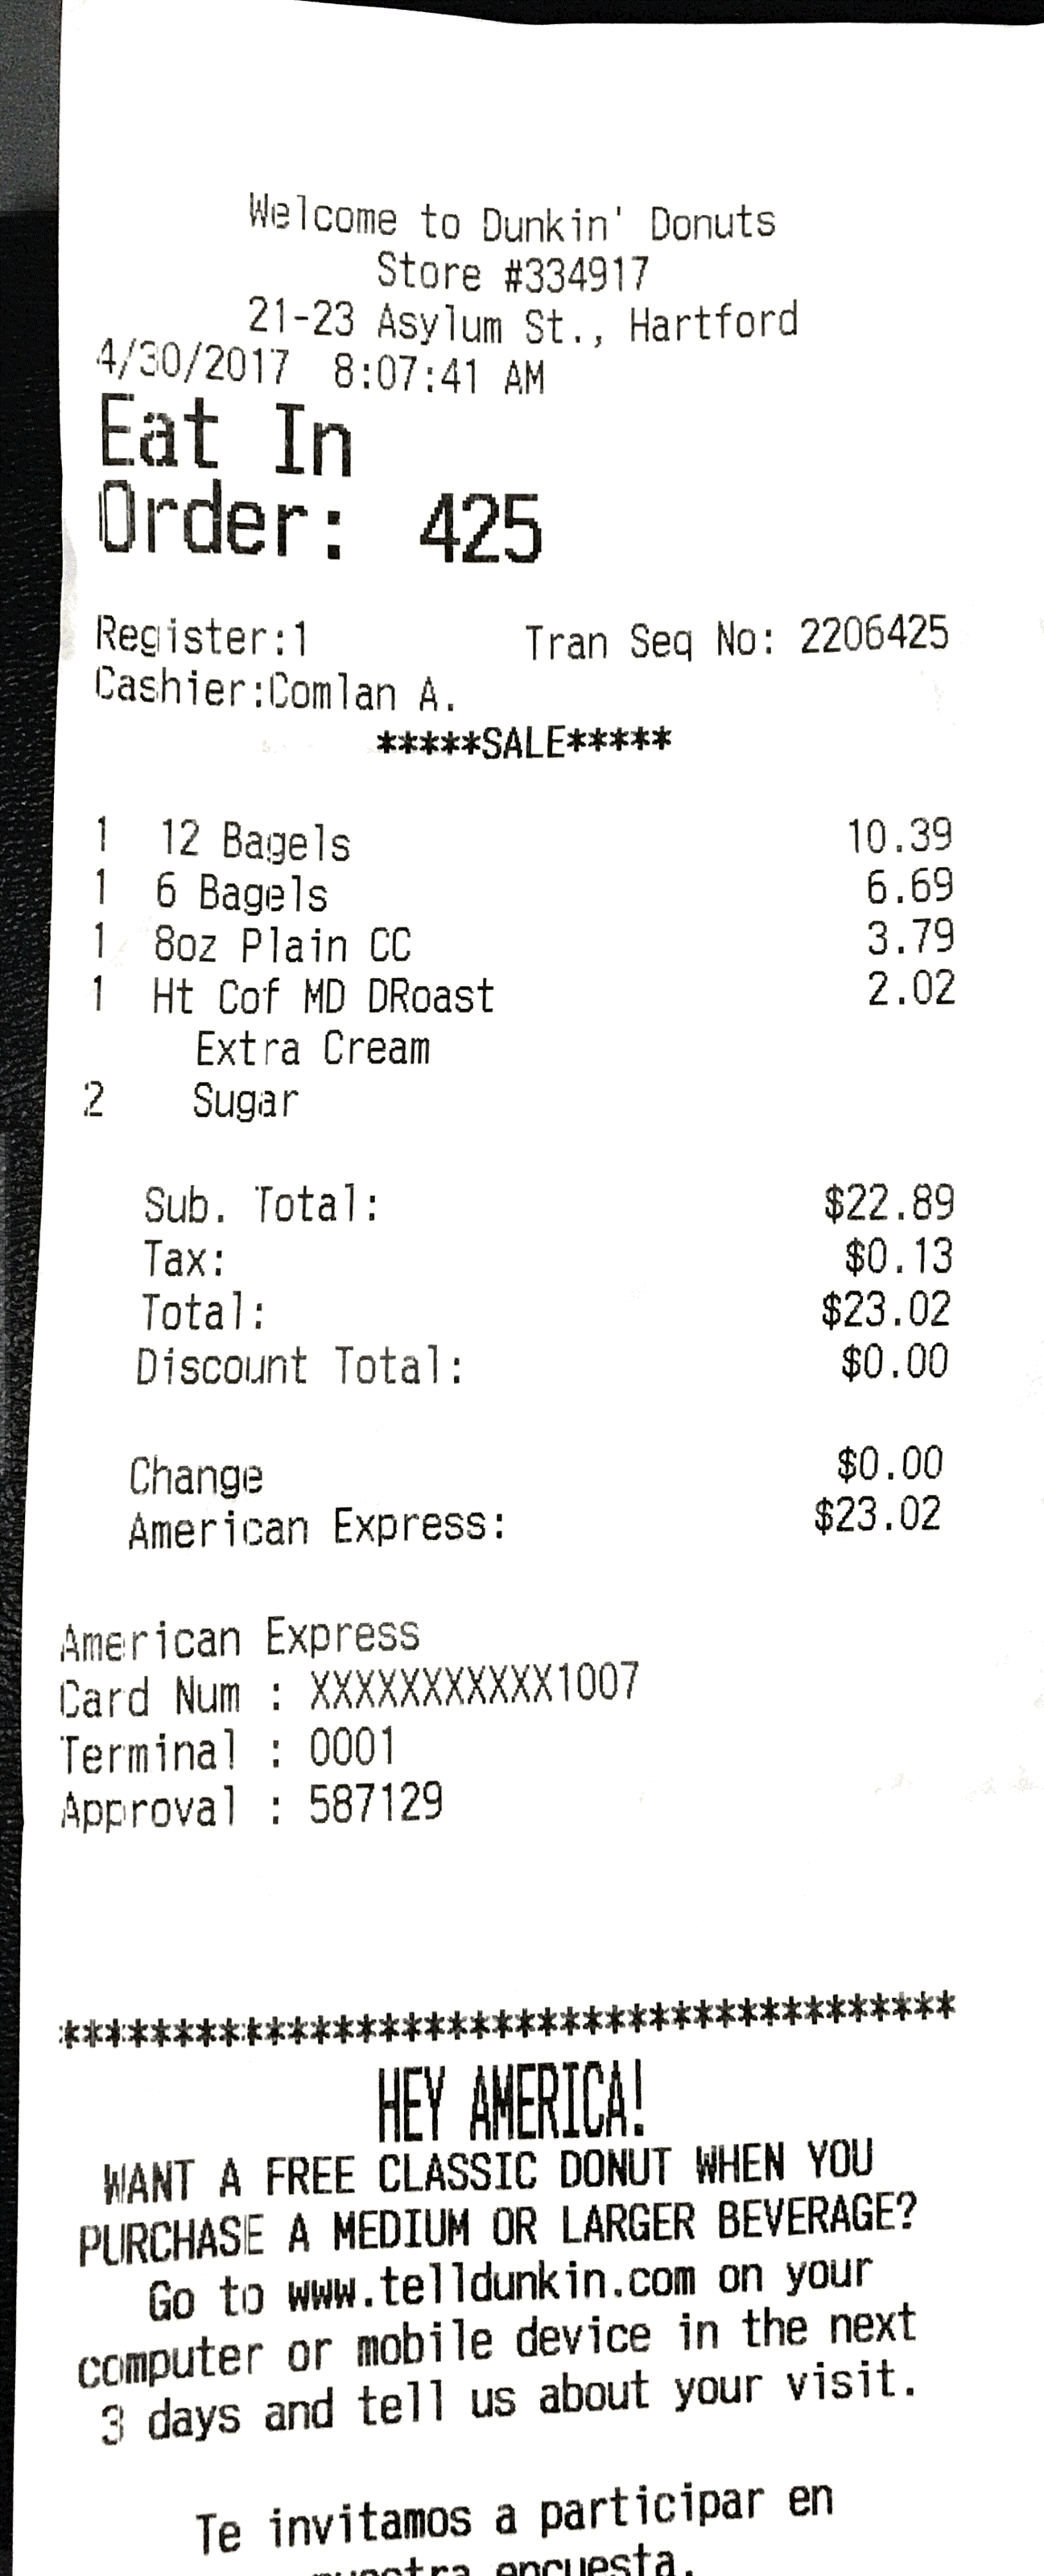 Welcome to Dunkin' Donuts
Store #334917
21-23 Asylum St., Hartford
4/30/2017 8:07:41 AM
Eat In
Order: 425
Register:1 Tran Seq No: 2206425
Cashier:Comlan A.
*****SALE*****
1 12 Bagels 10.39
1 6 Bagels 6.69
1 8oz Plain CC 3.79
1 Ht Cof MD DRoast 2.02
Extra Cream
2 Sugar
Sub. Total: $22.89
Tax: $0.13
Total: $23.02
Discount Total: $0.00
Change $0.00
American Express: $23.02
American Express
Card Num : XXXXXXXXXXX1007
Terminal : 0001
Approval : 587129
***************************************
HEY AMERICA!
WANT A FREE CLASSIC DONUT WHEN YOU
PURCHASE A MEDIUM OR LARGER BEVERAGE?
Go to www.telldunkin.com on your
computer or mobile device in the next
3 days and tell us about your visit.
Te invitamos a participar en
nuestra encuesta.